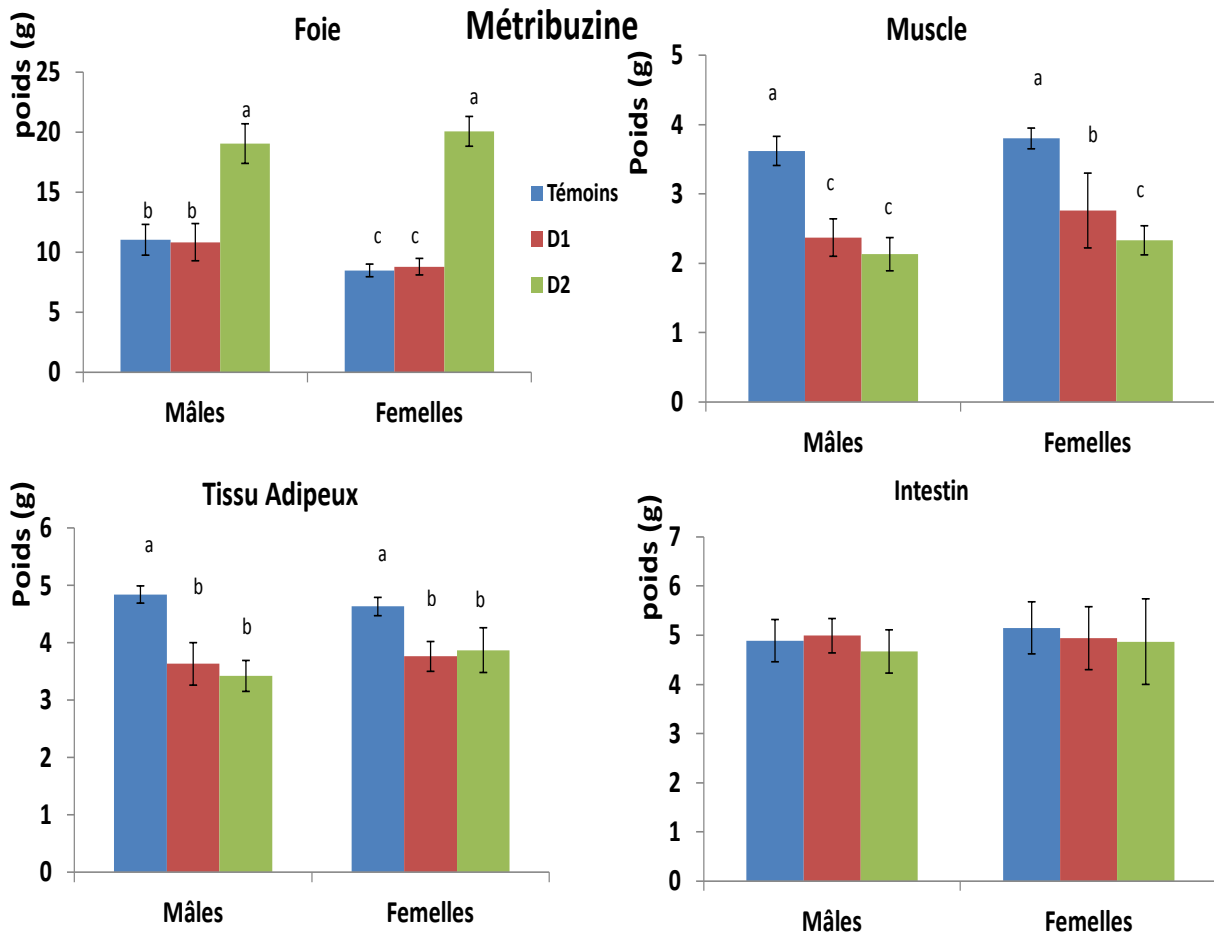 Métribuzine
Foie
poids (g)
25
20
15
10
5
0
b
b
a
c
c
a
Mâles
Femelles
Témoins
D1
D2
Muscle
Poids (g)
5
4
3
2
1
0
a
c
c
a
b
c
Mâles
Femelles
Tissu Adipeux
Poids (g)
6
5
4
3
2
1
0
a
b
b
a
b
b
Mâles
Femelles
Intestin
poids (g)
7
6
5
4
3
2
1
0
Mâles
Femelles